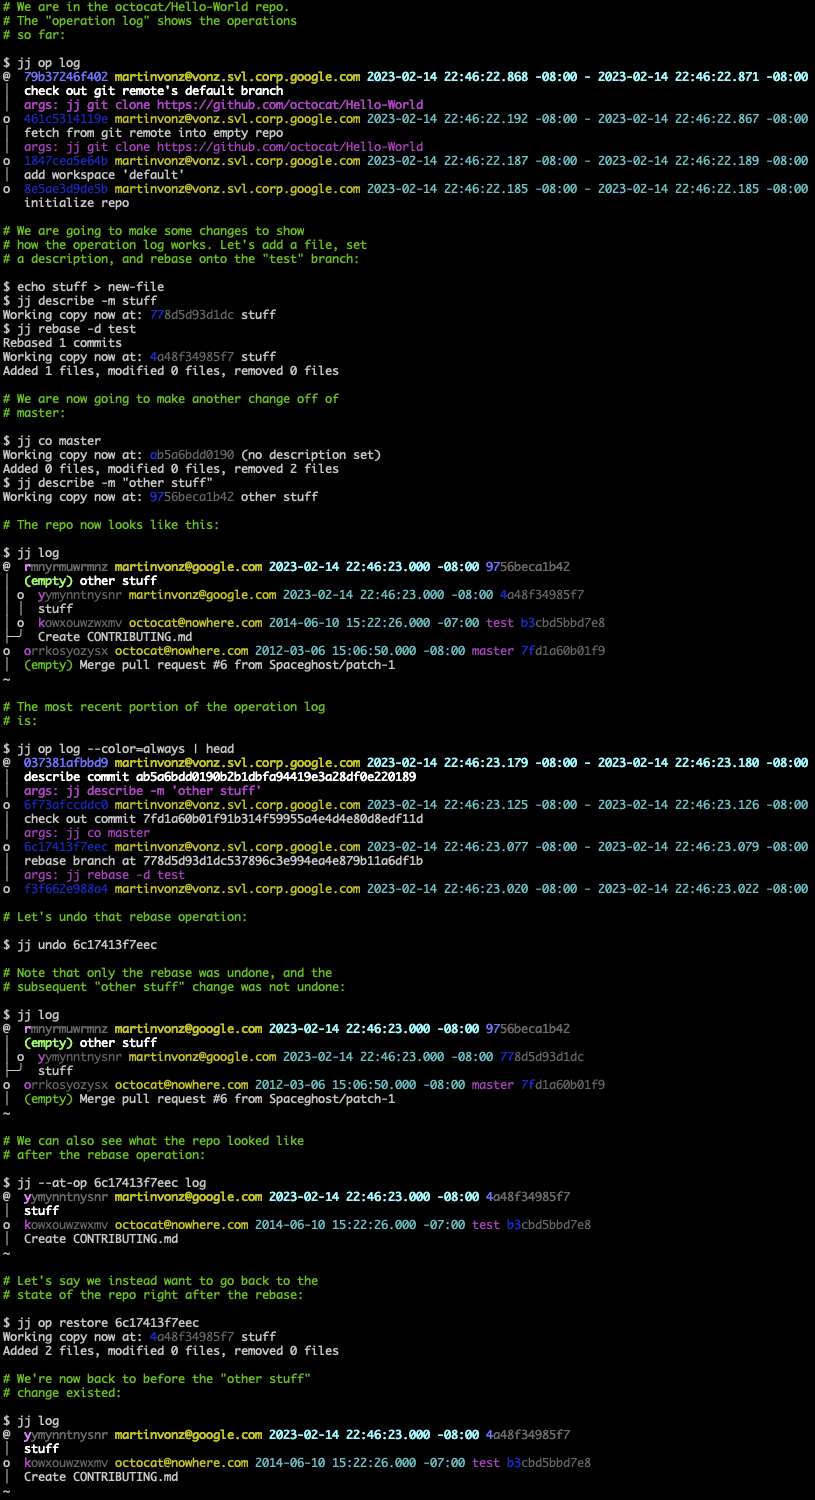 # We are in the octocat/Hello-World repo.
# The "operation log" shows the operations
# so far:

$ jj op log
@  79b37246f402 martinvonz@vonz.svl.corp.google.com 2023-02-14 22:46:22.868 -08:00 - 2023-02-14 22:46:22.871 -08:00
│  check out git remote's default branch
│  args: jj git clone https://github.com/octocat/Hello-World
o  461c5314119e martinvonz@vonz.svl.corp.google.com 2023-02-14 22:46:22.192 -08:00 - 2023-02-14 22:46:22.867 -08:00
│  fetch from git remote into empty repo
│  args: jj git clone https://github.com/octocat/Hello-World
o  1847cea5e64b martinvonz@vonz.svl.corp.google.com 2023-02-14 22:46:22.187 -08:00 - 2023-02-14 22:46:22.189 -08:00
│  add workspace 'default'
o  8e5ae3d9de5b martinvonz@vonz.svl.corp.google.com 2023-02-14 22:46:22.185 -08:00 - 2023-02-14 22:46:22.185 -08:00
   initialize repo

# We are going to make some changes to show
# how the operation log works. Let's add a file, set
# a description, and rebase onto the "test" branch:

$ echo stuff > new-file
$ jj describe -m stuff
Working copy now at: 778d5d93d1dc stuff
$ jj rebase -d test
Rebased 1 commits
Working copy now at: 4a48f34985f7 stuff
Added 1 files, modified 0 files, removed 0 files

# We are now going to make another change off of
# master:

$ jj co master
Working copy now at: ab5a6bdd0190 (no description set)
Added 0 files, modified 0 files, removed 2 files
$ jj describe -m "other stuff"
Working copy now at: 9756beca1b42 other stuff

# The repo now looks like this:

$ jj log
@  rmnyrmuwrmnz martinvonz@google.com 2023-02-14 22:46:23.000 -08:00 9756beca1b42
│  (empty) other stuff
│ o  yymynntnysnr martinvonz@google.com 2023-02-14 22:46:23.000 -08:00 4a48f34985f7
│ │  stuff
│ o  kowxouwzwxmv octocat@nowhere.com 2014-06-10 15:22:26.000 -07:00 test b3cbd5bbd7e8
├─╯  Create CONTRIBUTING.md
o  orrkosyozysx octocat@nowhere.com 2012-03-06 15:06:50.000 -08:00 master 7fd1a60b01f9
│  (empty) Merge pull request #6 from Spaceghost/patch-1
~

# The most recent portion of the operation log
# is:

$ jj op log --color=always | head
@  037381afbbd9 martinvonz@vonz.svl.corp.google.com 2023-02-14 22:46:23.179 -08:00 - 2023-02-14 22:46:23.180 -08:00
│  describe commit ab5a6bdd0190b2b1dbfa94419e3a28df0e220189
│  args: jj describe -m 'other stuff'
o  6f73afccddc0 martinvonz@vonz.svl.corp.google.com 2023-02-14 22:46:23.125 -08:00 - 2023-02-14 22:46:23.126 -08:00
│  check out commit 7fd1a60b01f91b314f59955a4e4d4e80d8edf11d
│  args: jj co master
o  6c17413f7eec martinvonz@vonz.svl.corp.google.com 2023-02-14 22:46:23.077 -08:00 - 2023-02-14 22:46:23.079 -08:00
│  rebase branch at 778d5d93d1dc537896c3e994ea4e879b11a6df1b
│  args: jj rebase -d test
o  f3f662e988a4 martinvonz@vonz.svl.corp.google.com 2023-02-14 22:46:23.020 -08:00 - 2023-02-14 22:46:23.022 -08:00

# Let's undo that rebase operation:

$ jj undo 6c17413f7eec

# Note that only the rebase was undone, and the
# subsequent "other stuff" change was not undone:

$ jj log
@  rmnyrmuwrmnz martinvonz@google.com 2023-02-14 22:46:23.000 -08:00 9756beca1b42
│  (empty) other stuff
│ o  yymynntnysnr martinvonz@google.com 2023-02-14 22:46:23.000 -08:00 778d5d93d1dc
├─╯  stuff
o  orrkosyozysx octocat@nowhere.com 2012-03-06 15:06:50.000 -08:00 master 7fd1a60b01f9
│  (empty) Merge pull request #6 from Spaceghost/patch-1
~

# We can also see what the repo looked like
# after the rebase operation:

$ jj --at-op 6c17413f7eec log
@  yymynntnysnr martinvonz@google.com 2023-02-14 22:46:23.000 -08:00 4a48f34985f7
│  stuff
o  kowxouwzwxmv octocat@nowhere.com 2014-06-10 15:22:26.000 -07:00 test b3cbd5bbd7e8
│  Create CONTRIBUTING.md
~

# Let's say we instead want to go back to the
# state of the repo right after the rebase:

$ jj op restore 6c17413f7eec
Working copy now at: 4a48f34985f7 stuff
Added 2 files, modified 0 files, removed 0 files

# We're now back to before the "other stuff"
# change existed:

$ jj log
@  yymynntnysnr martinvonz@google.com 2023-02-14 22:46:23.000 -08:00 4a48f34985f7
│  stuff
o  kowxouwzwxmv octocat@nowhere.com 2014-06-10 15:22:26.000 -07:00 test b3cbd5bbd7e8
│  Create CONTRIBUTING.md
~